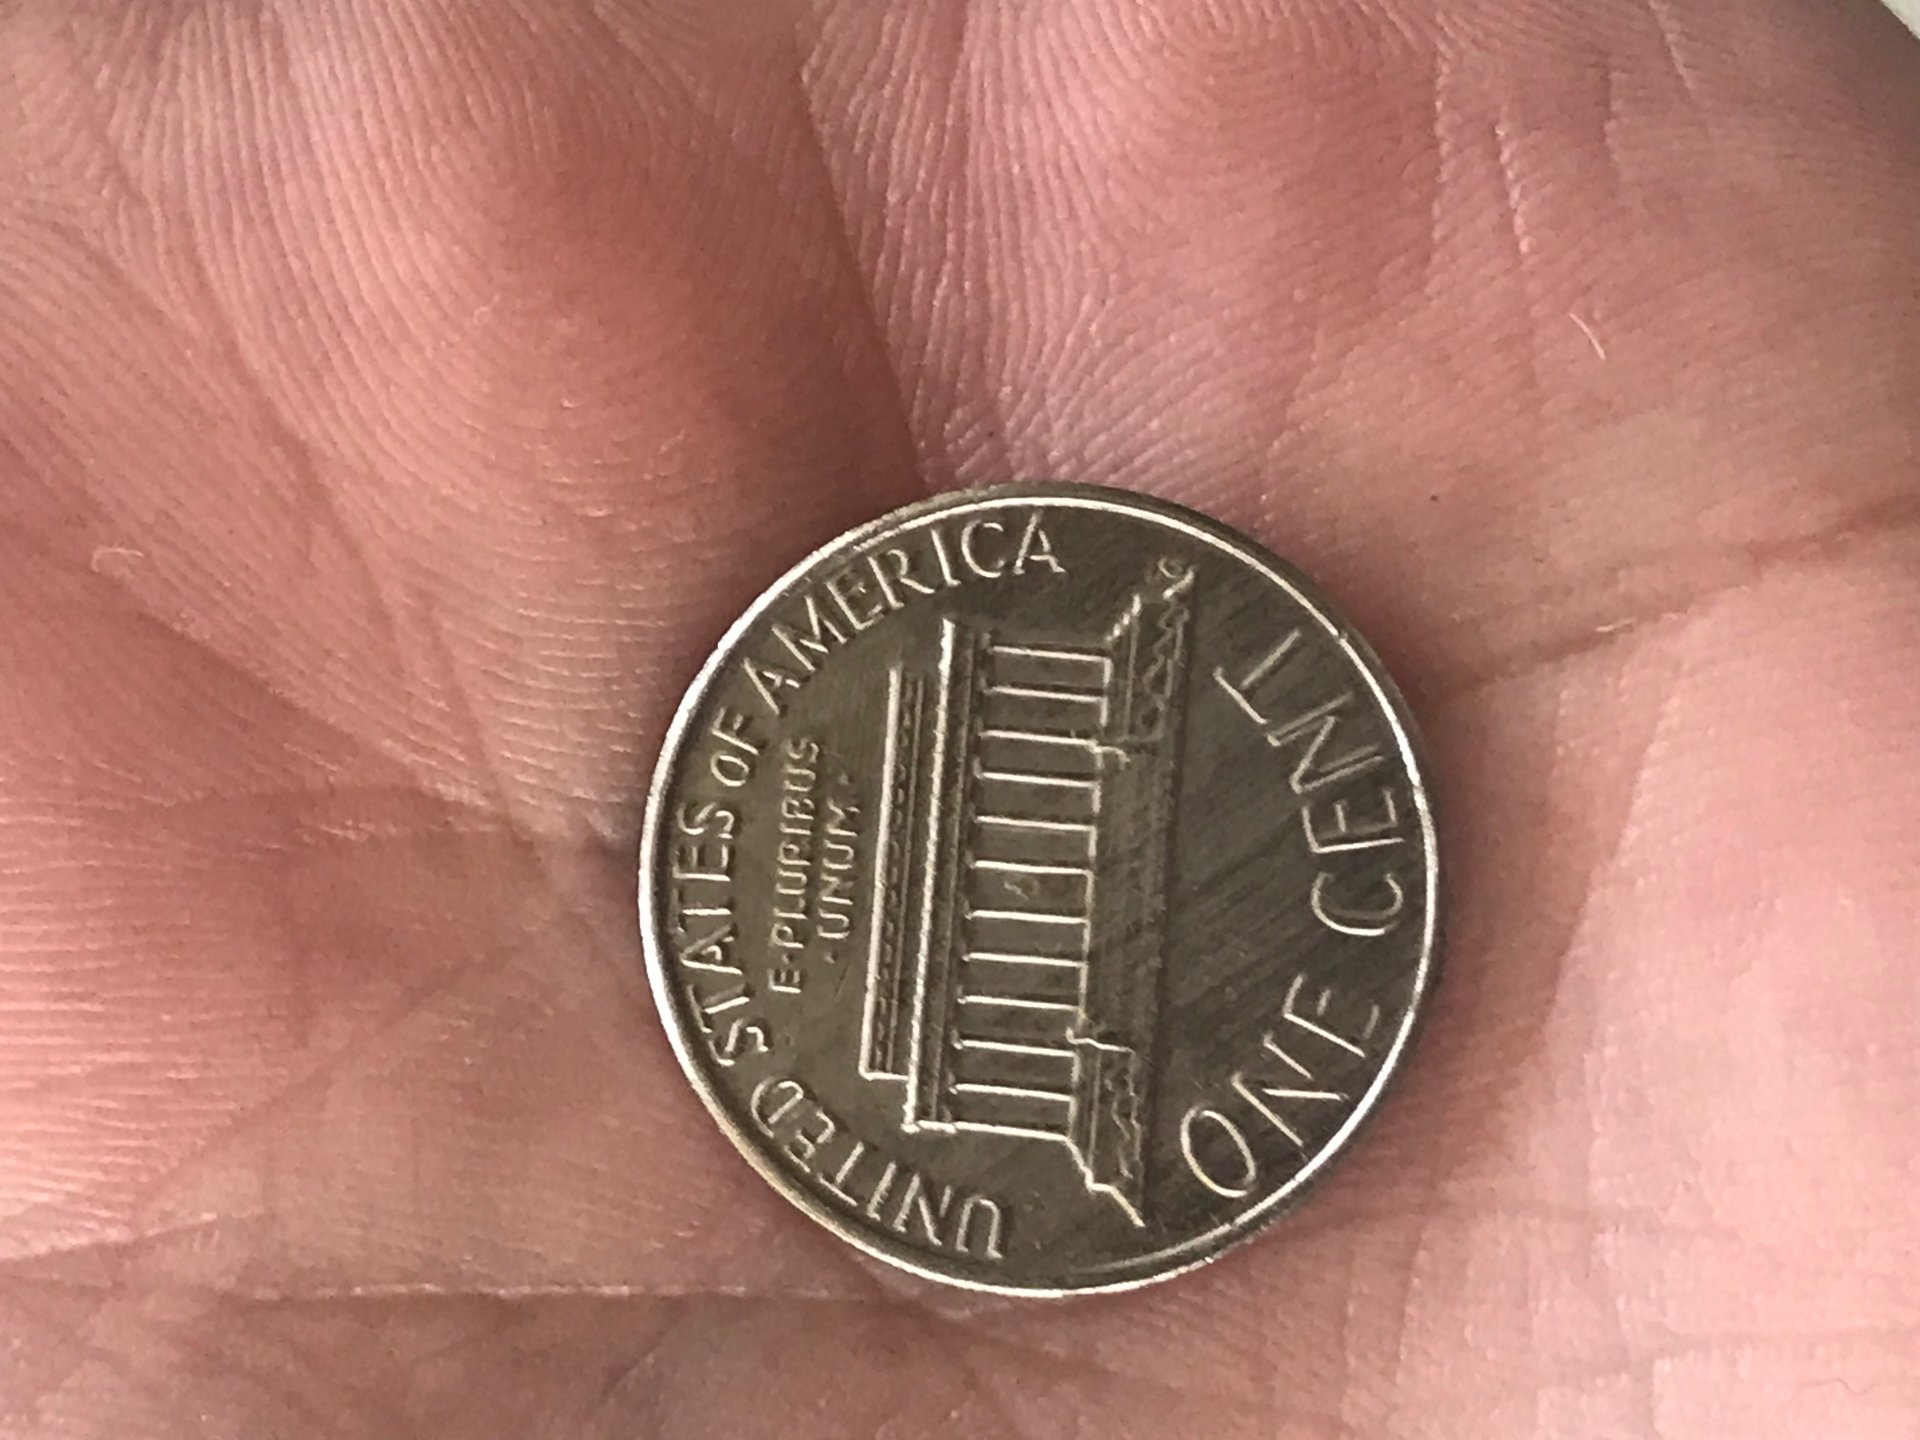 UNITED STATES OF AMERICA
E·PLURIBUS
·UNUM·
ONE CENT